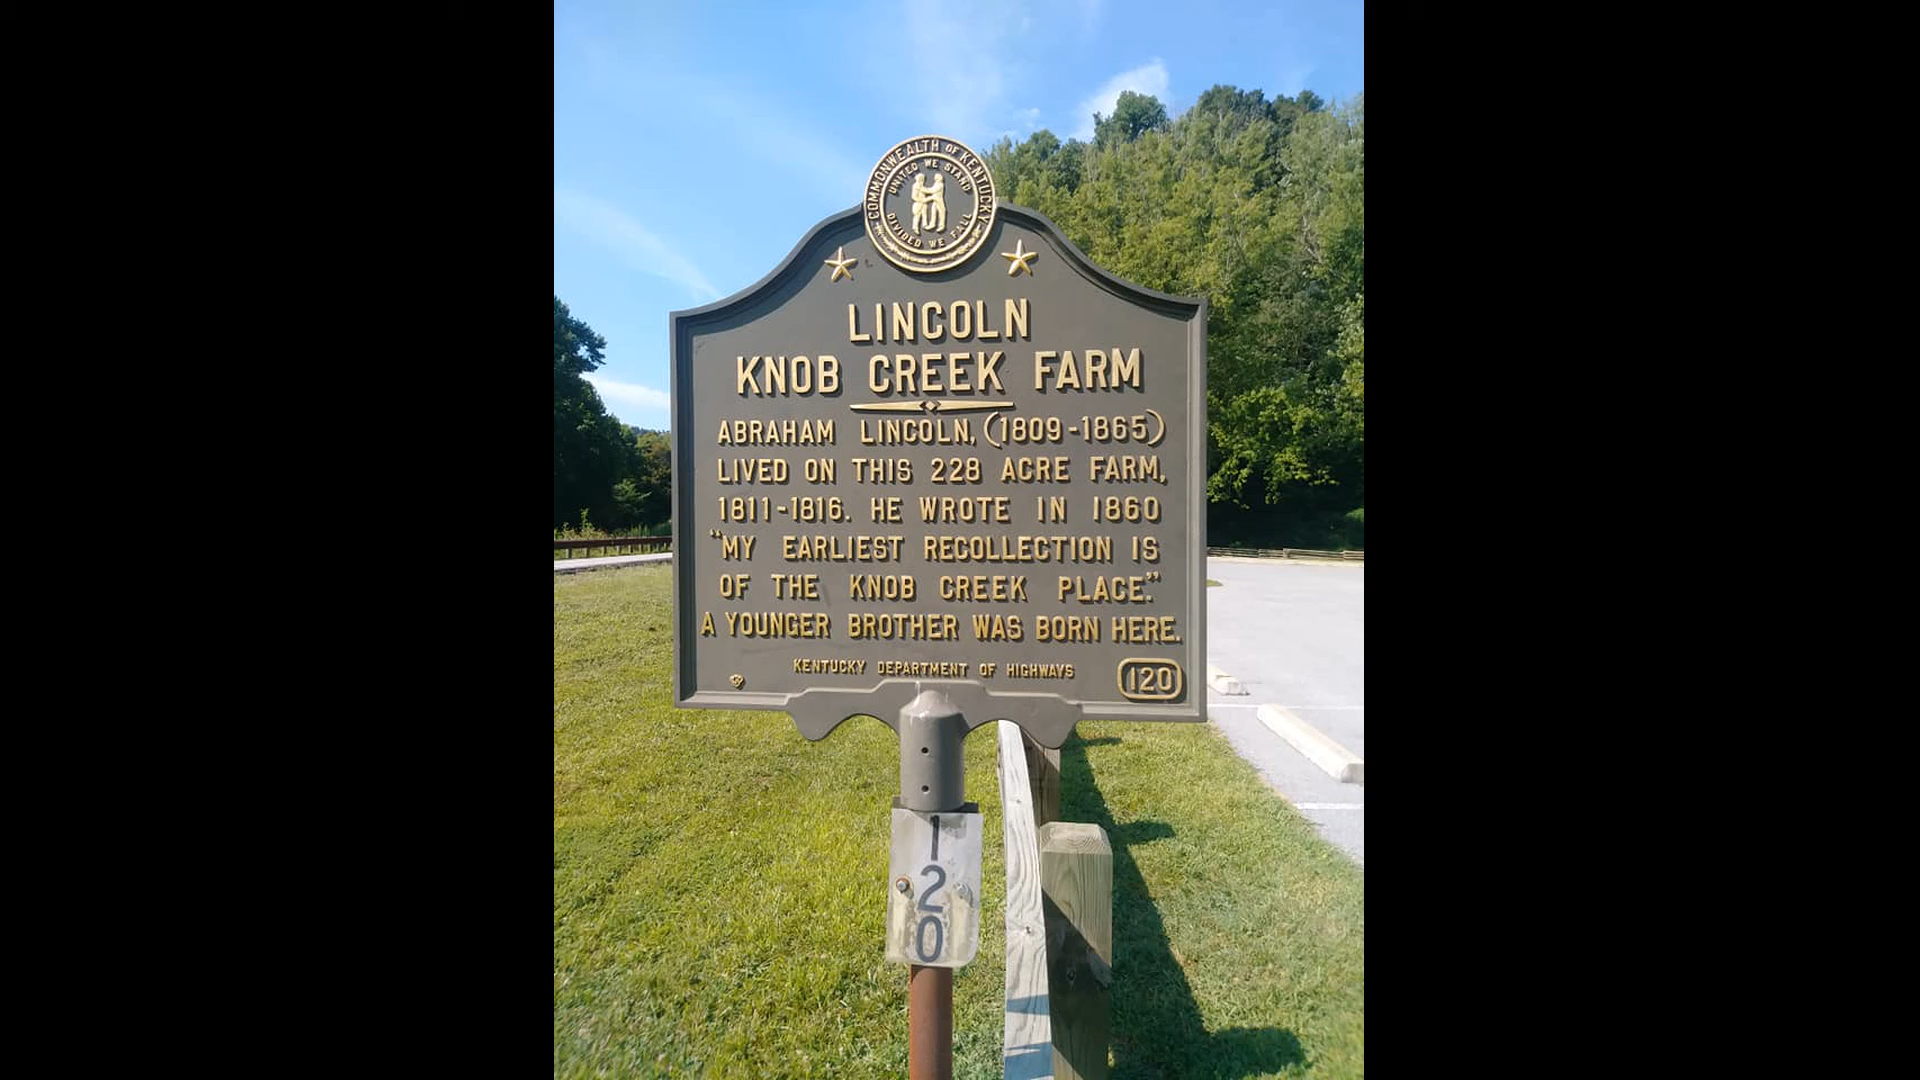 COMMONWEALTH OF KENTUCKY
UNITED WE STAND
DIVIDED WE FALL
LINCOLN
KNOB CREEK FARM
ABRAHAM LINCOLN, (1809-1865)
LIVED ON THIS 228 ACRE FARM,
1811-1816. HE WROTE IN 1860
"MY EARLIEST RECOLLECTION IS
OF THE KNOB CREEK PLACE."
A YOUNGER BROTHER WAS BORN HERE.
KENTUCKY DEPARTMENT OF HIGHWAYS
120
120